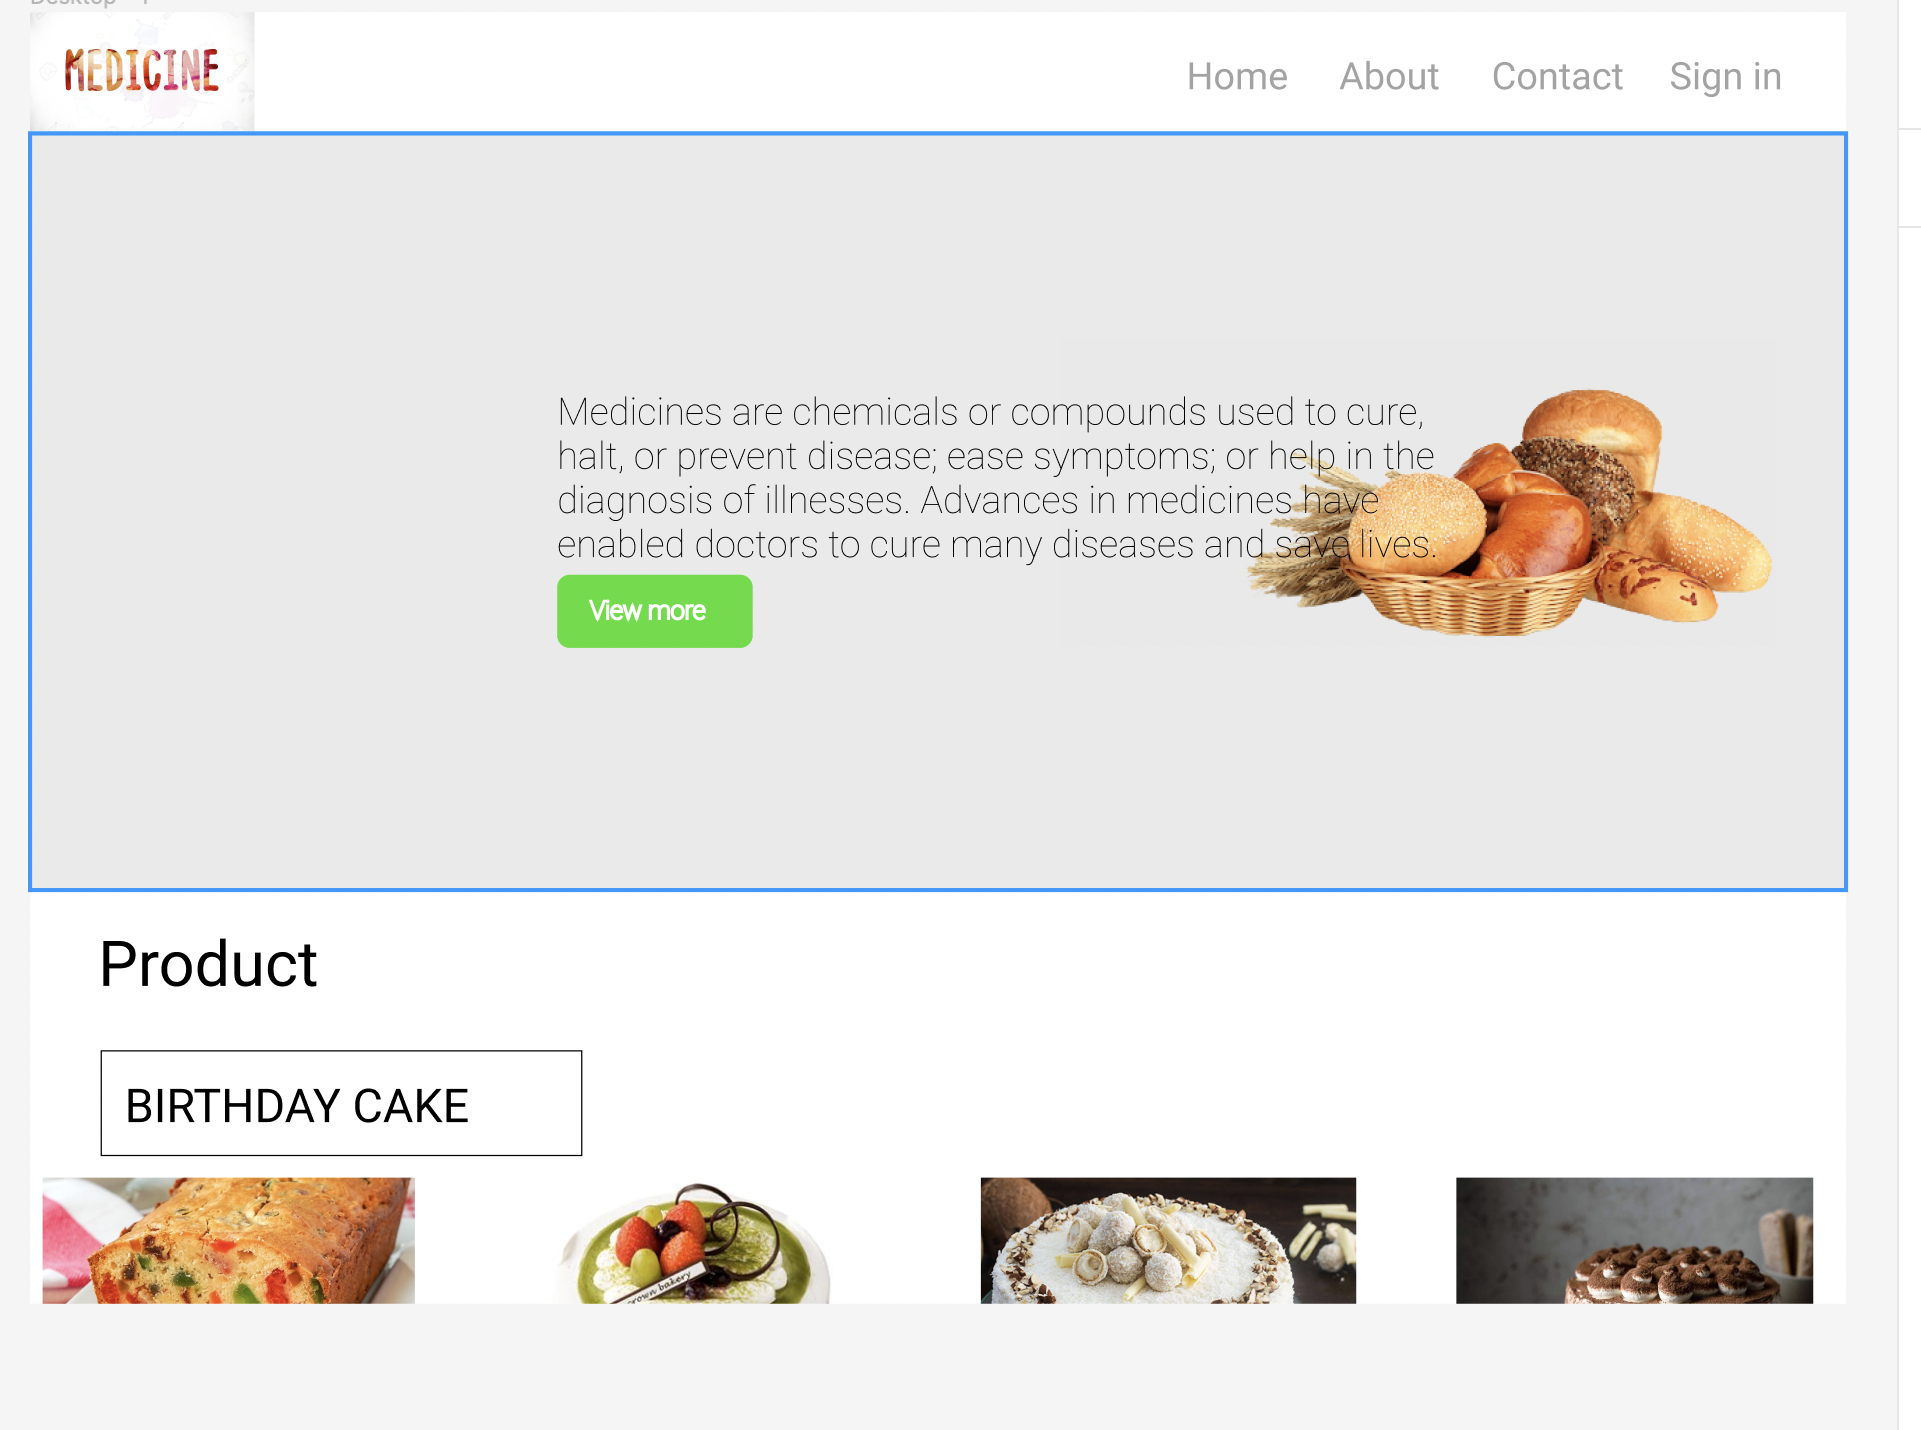 MEDICINE
Home About Contact Sign in
Medicines are chemicals or compounds used to cure,
halt, or prevent disease; ease symptoms; or help in the
diagnosis of illnesses. Advances in medicines have
enabled doctors to cure many diseases and save lives.
View more
Product
BIRTHDAY CAKE
crown bakery